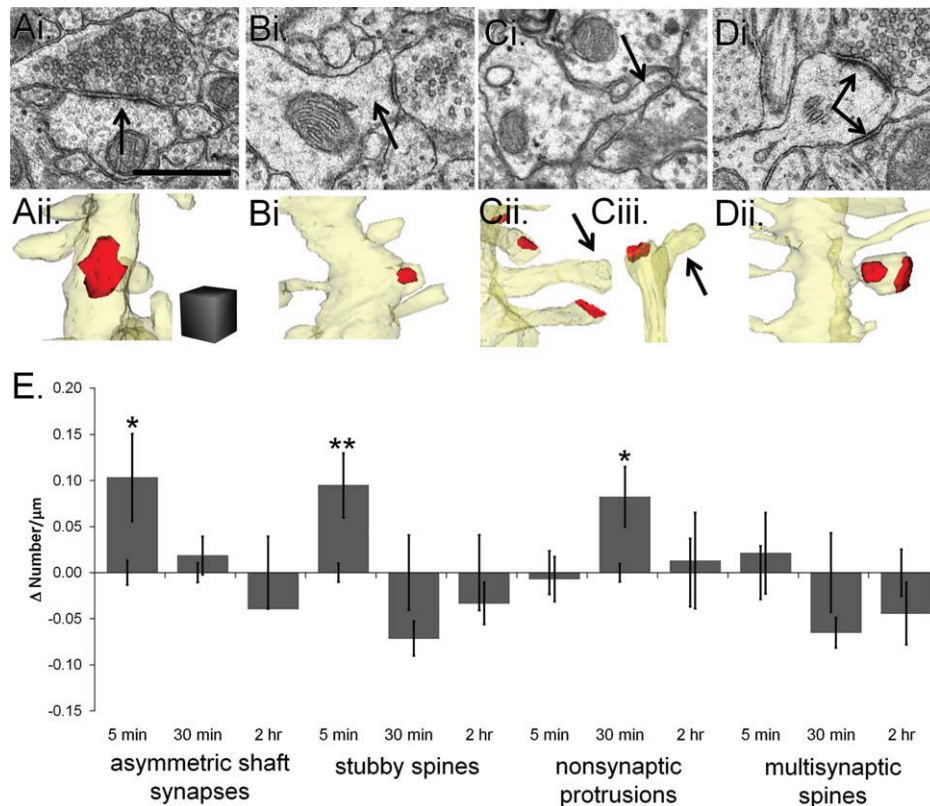 Ai. Bi. Ci. Di.
Aii. Bi Cii. Ciii. Dii.
E.
0.20
* ** *
0.15
0.10
0.05
0.00
-0.05
-0.10
-0.15
Δ Number/µm
5 min 30 min 2 hr 5 min 30 min 2 hr 5 min 30 min 2 hr 5 min 30 min 2 hr
asymmetric shaft stubby spines nonsynaptic multisynaptic
synapses protrusions spines